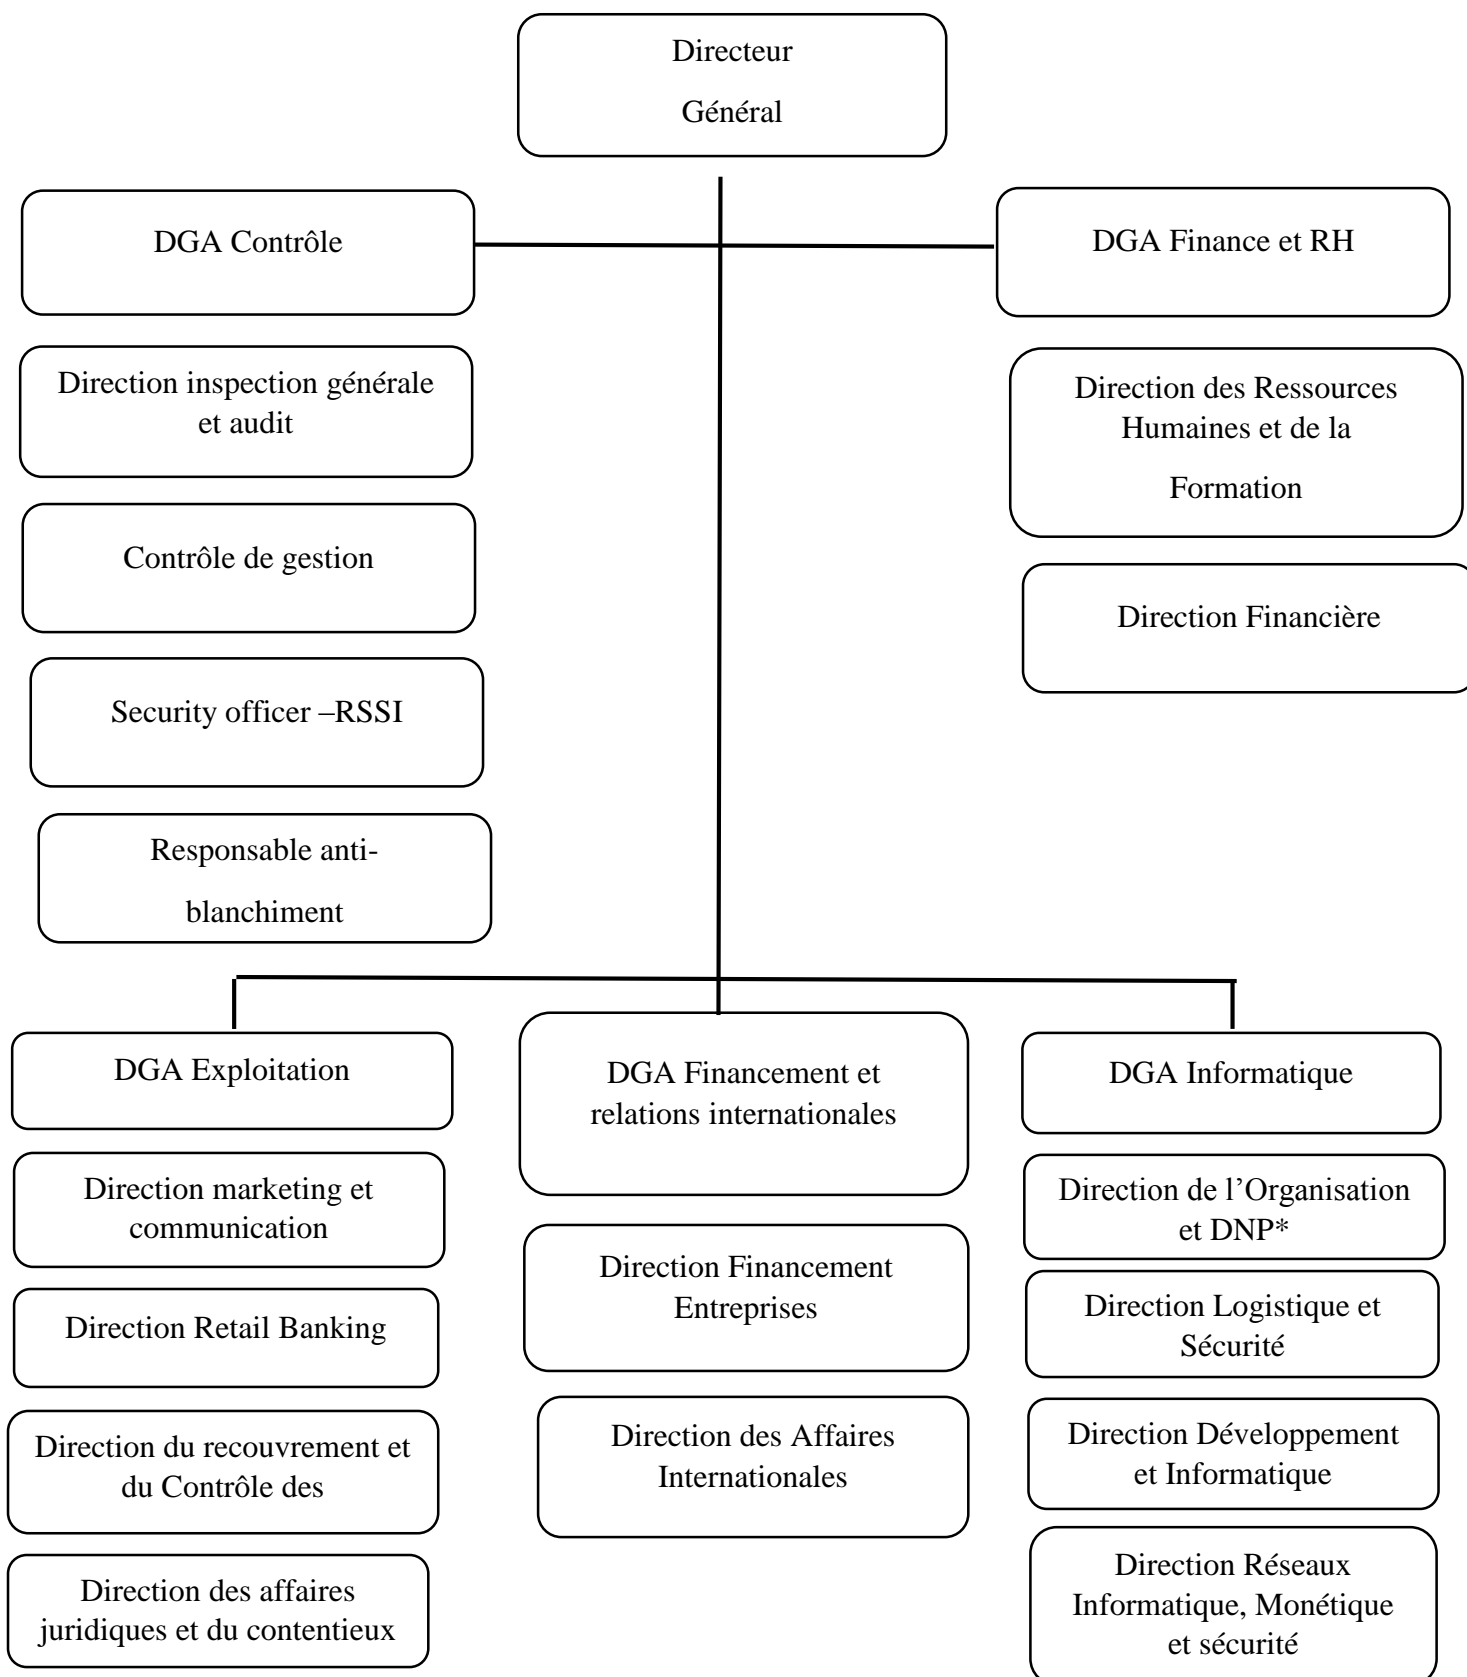 Directeur
Général
DGA Contrôle
DGA Finance et RH
Direction inspection générale
et audit
Direction des Ressources
Humaines et de la
Formation
Contrôle de gestion
Direction Financière
Security officer –RSSI
Responsable anti-
blanchiment
DGA Exploitation
DGA Financement et
relations internationales
DGA Informatique
Direction marketing et
communication
Direction Retail Banking
Direction du recouvrement et
du Contrôle des
Direction des affaires
juridiques et du contentieux
Direction Financement
Entreprises
Direction des Affaires
Internationales
Direction de l’Organisation
et DNP*
Direction Logistique et
Sécurité
Direction Développement
et Informatique
Direction Réseaux
Informatique, Monétique
et sécurité